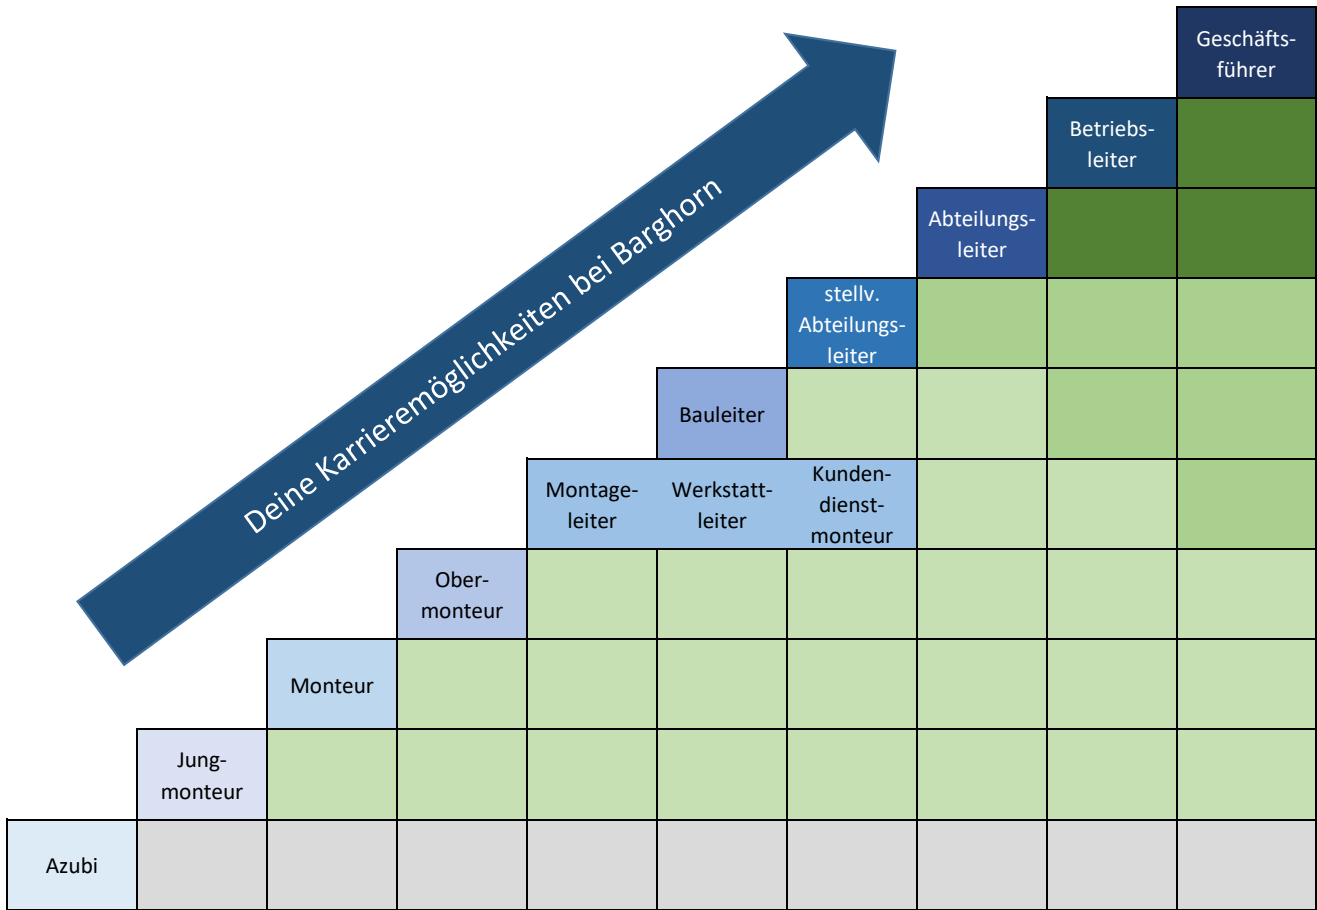 Geschäfts-
führer
Betriebs-
leiter
Abteilungs-
leiter
stellv.
Abteilungs-
leiter
Deine Karrieremöglichkeiten bei Barghorn
Bauleiter
Montage-
leiter
Werkstatt-
leiter
Kunden-
dienst-
monteur
Ober-
monteur
Monteur
Jung-
monteur
Azubi